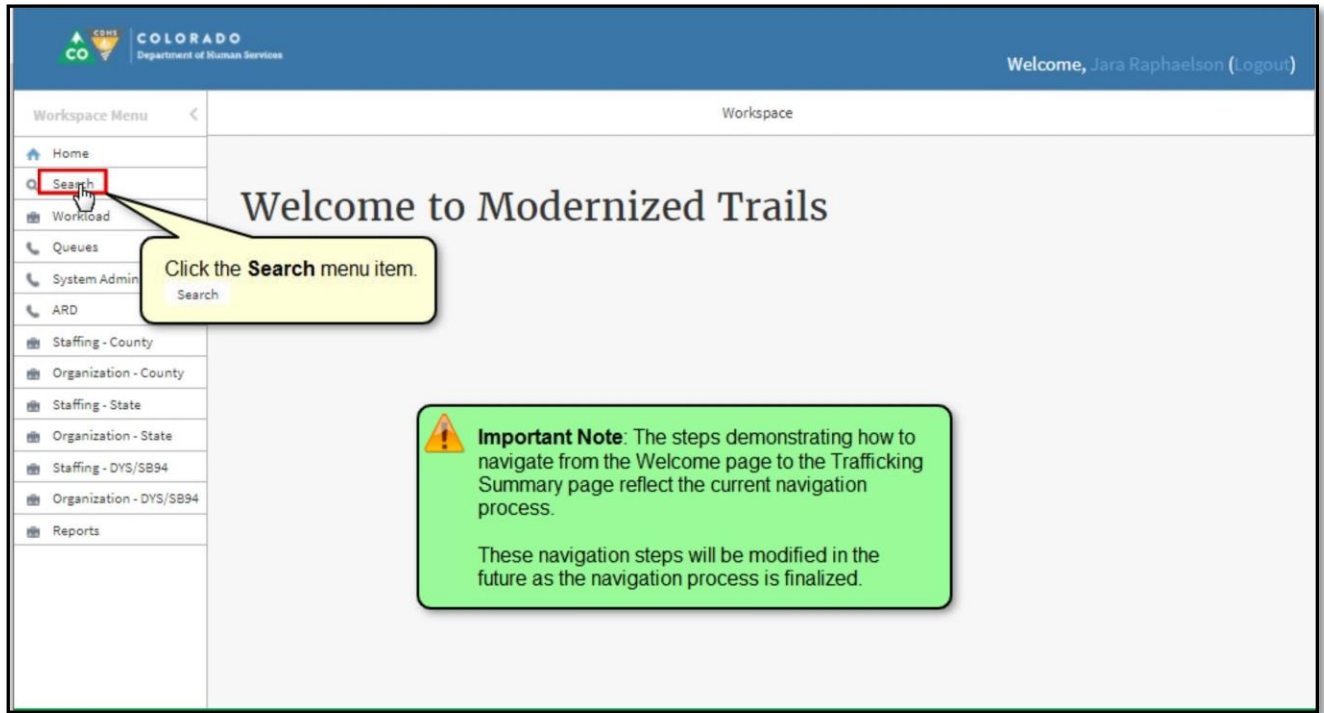 CDHS
CO
COLORADO
Department of Human Services
Welcome, Jara Raphaelson (Logout)
Workspace Menu <
Workspace
Home
Search
Workload
Queues
System Admin
ARD
Staffing - County
Organization - County
Staffing - State
Organization - State
Staffing - DYS/SB94
Organization - DYS/SB94
Reports
Welcome to Modernized Trails
Click the Search menu item.
Search
Important Note: The steps demonstrating how to
navigate from the Welcome page to the Trafficking
Summary page reflect the current navigation
process.
These navigation steps will be modified in the
future as the navigation process is finalized.